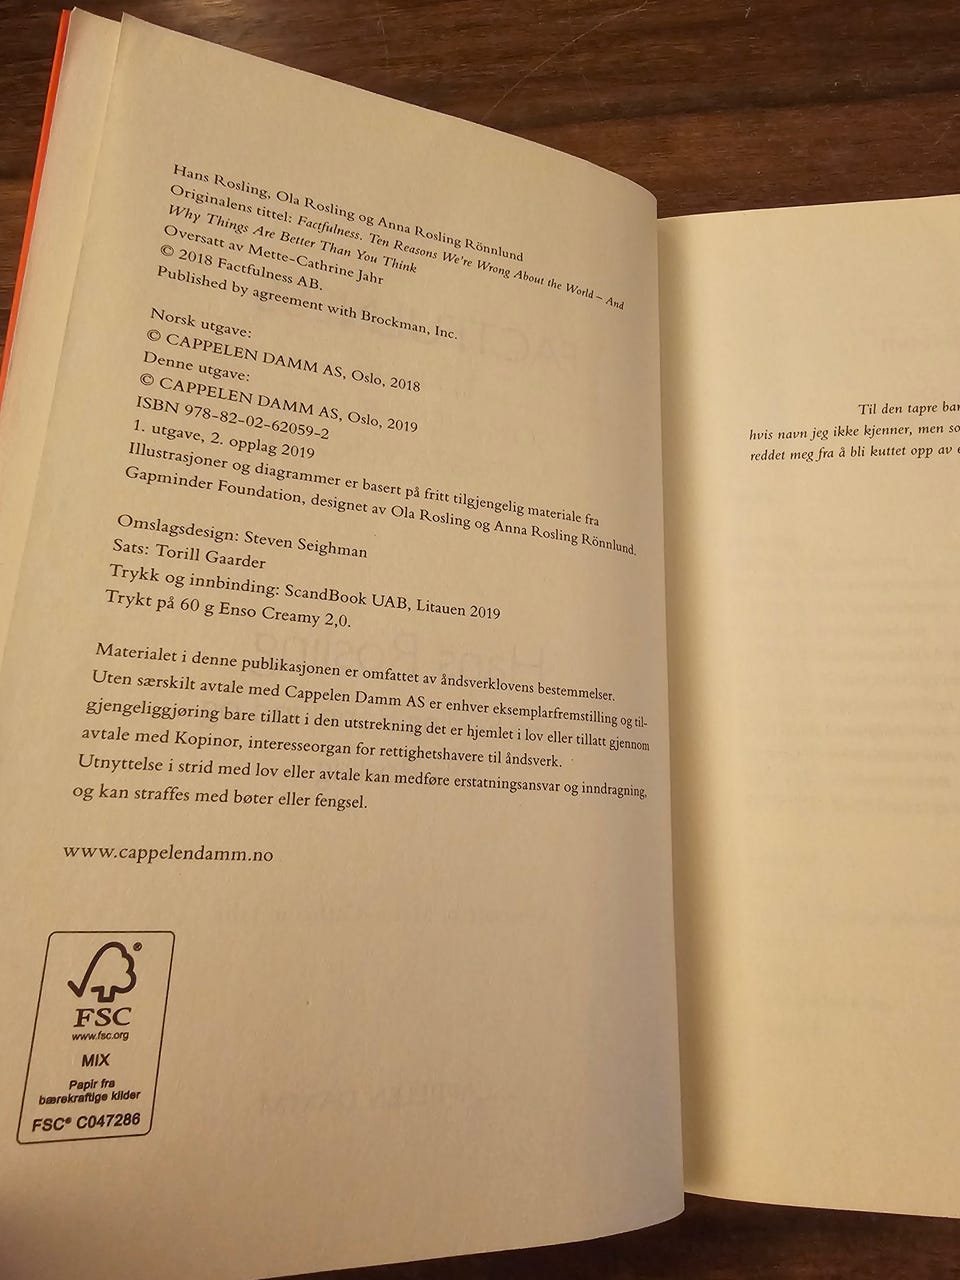 Hans Rosling, Ola Rosling og Anna Rosling Rönnlund
Originalens tittel: Factfulness. Ten Reasons We're Wrong About the World – And
Why Things Are Better Than You Think
Oversatt av Mette-Cathrine Jahr
© 2018 Factfulness AB.
Published by agreement with Brockman, Inc.
Norsk utgave:
© CAPPELEN DAMM AS, Oslo, 2018
Denne utgave:
© CAPPELEN DAMM AS, Oslo, 2019
ISBN 978-82-02-62059-2
1. utgave, 2. opplag 2019
Illustrasjoner og diagrammer er basert på fritt tilgjengelig materiale fra
Gapminder Foundation, designet av Ola Rosling og Anna Rosling Rönnlund.
Omslagsdesign: Steven Seighman
Sats: Torill Gaarder
Trykk og innbinding: ScandBook UAB, Litauen 2019
Trykt på 60 g Enso Creamy 2,0.
Materialet i denne publikasjonen er omfattet av åndsverklovens bestemmelser.
Uten særskilt avtale med Cappelen Damm AS er enhver eksemplarfremstilling og til-
gjengeliggjøring bare tillatt i den utstrekning det er hjemlet i lov eller tillatt gjennom
avtale med Kopinor, interesseorgan for rettighetshavere til åndsverk.
Utnyttelse i strid med lov eller avtale kan medføre erstatningsansvar og inndragning,
og kan straffes med bøter eller fengsel.
www.cappelendamm.no
FSC
www.fsc.org
MIX
Papir fra
bærekraftige kilder
FSC® C047286
Til den tapre
hvis navn jeg ikke kjenner, men
reddet meg fra å bli kuttet opp av